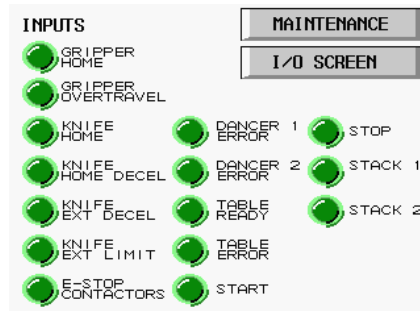 INPUTS
MAINTENANCE
I/O SCREEN
GRIPPER
HOME
GRIPPER
OVERTRAVEL
KNIFE
HOME
DANCER 1
ERROR
STOP
KNIFE
HOME DECEL
DANCER 2
ERROR
STACK 1
KNIFE
EXT DECEL
TABLE
READY
STACK 2
KNIFE
EXT LIMIT
TABLE
ERROR
E-STOP
CONTACTORS
START